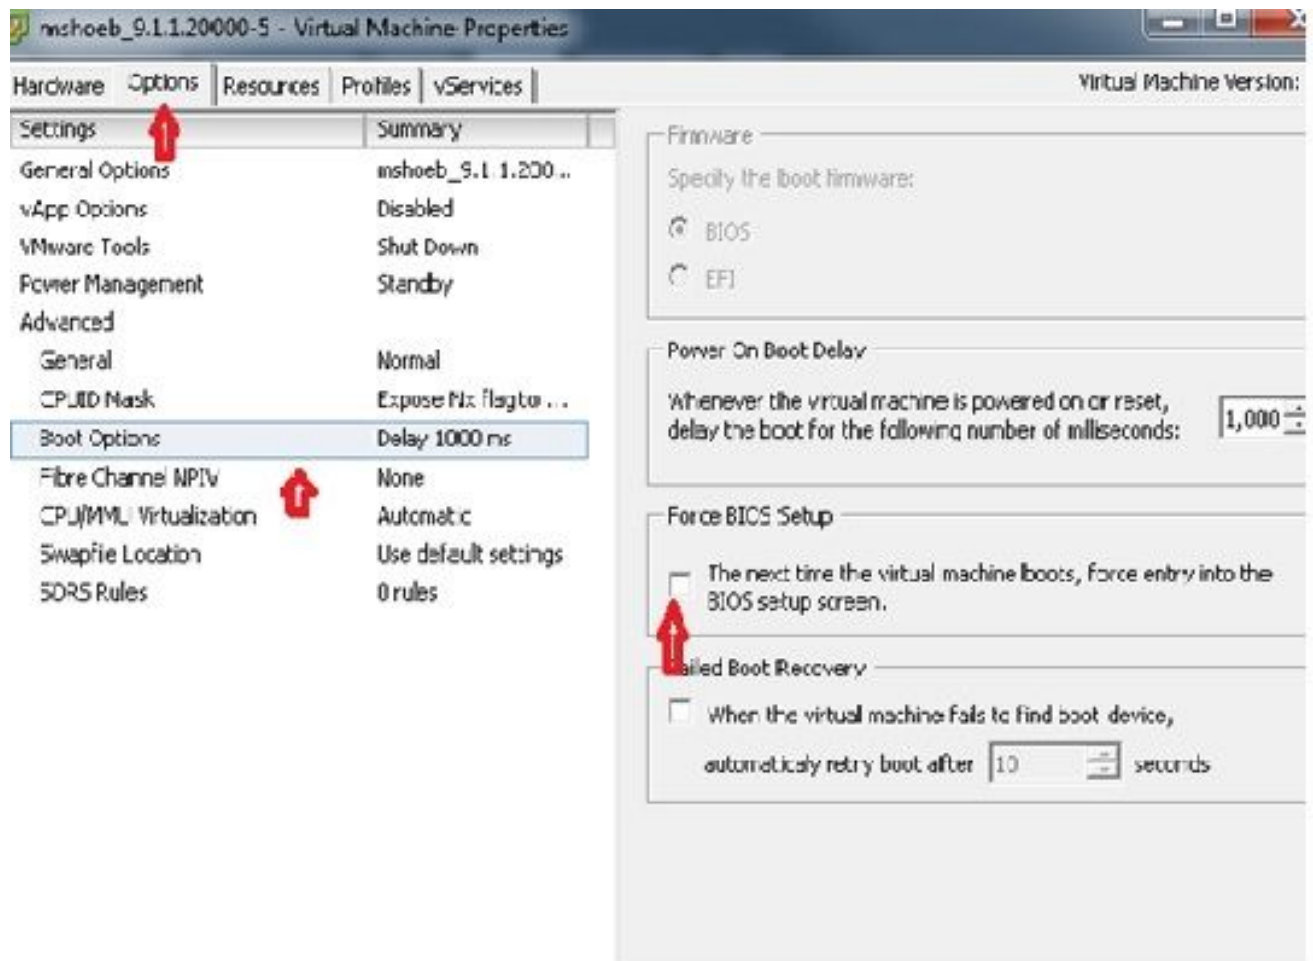 mshoeb_9.1.1.20000-5 - Virtual Machine Properties
Hardware Options Resources Profiles vServices Virtual Machine Version:
Settings Summary
General Options mshoeb_9.1.1.200...
vApp Options Disabled
VMware Tools Shut Down
Power Management Standby
Advanced
General Normal
CPUID Mask Expose Nx flag to ...
Boot Options Delay 1000 ms
Fibre Channel NPIV None
CPU/MMU Virtualization Automatic
Swapfile Location Use default settings
SDRS Rules 0 rules
Firmware
Specify the boot firmware:
BIOS
EFI
Power On Boot Delay
Whenever the virtual machine is powered on or reset,
delay the boot for the following number of milliseconds: 1,000
Force BIOS Setup
The next time the virtual machine boots, force entry into the
BIOS setup screen.
Failed Boot Recovery
When the virtual machine fails to find boot device,
automatically retry boot after 10 seconds